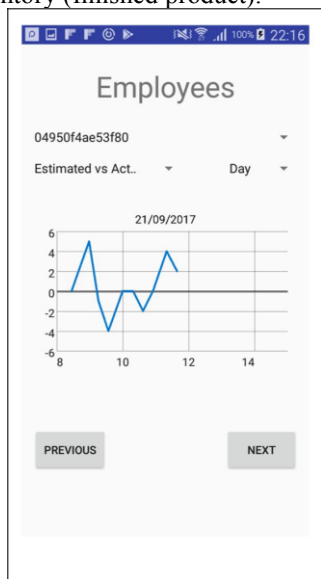 ntory (finished product).
100% 22:16
Employees
04950f4ae53f80
Estimated vs Act.. Day
21/09/2017
6
4
2
0
-2
-4
-6
8 10 12 14
PREVIOUS NEXT